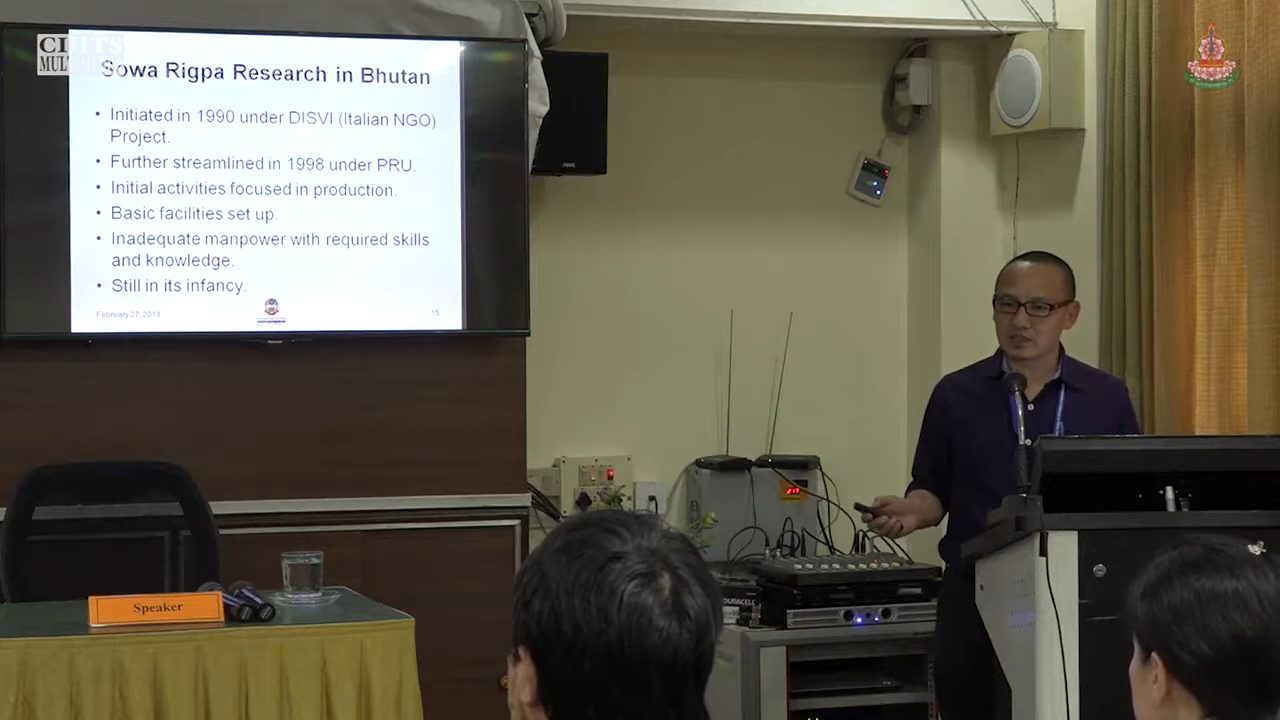 Sowa Rigpa Research in Bhutan
• Initiated in 1990 under DISVI (Italian NGO)
Project.
• Further streamlined in 1998 under PRU.
• Initial activities focused in production.
• Basic facilities set up.
• Inadequate manpower with required skills
and knowledge.
• Still in its infancy.
February 27, 2018
15
Speaker
DURACELL
217